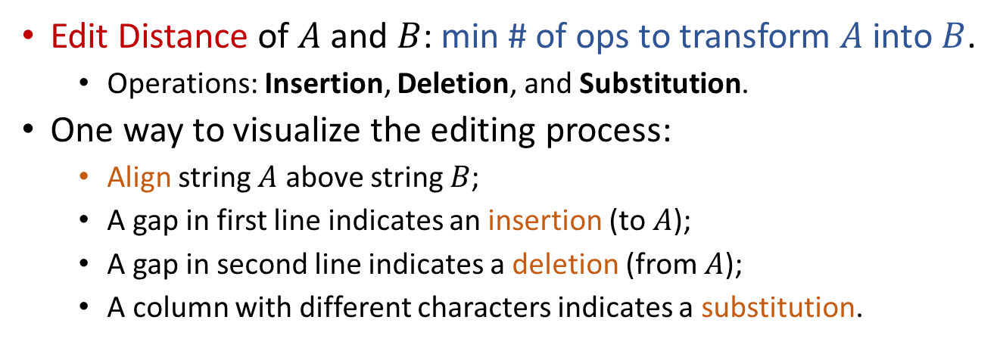 • Edit Distance of A and B: min # of ops to transform A into B.
• Operations: Insertion, Deletion, and Substitution.
• One way to visualize the editing process:
• Align string A above string B;
• A gap in first line indicates an insertion (to A);
• A gap in second line indicates a deletion (from A);
• A column with different characters indicates a substitution.